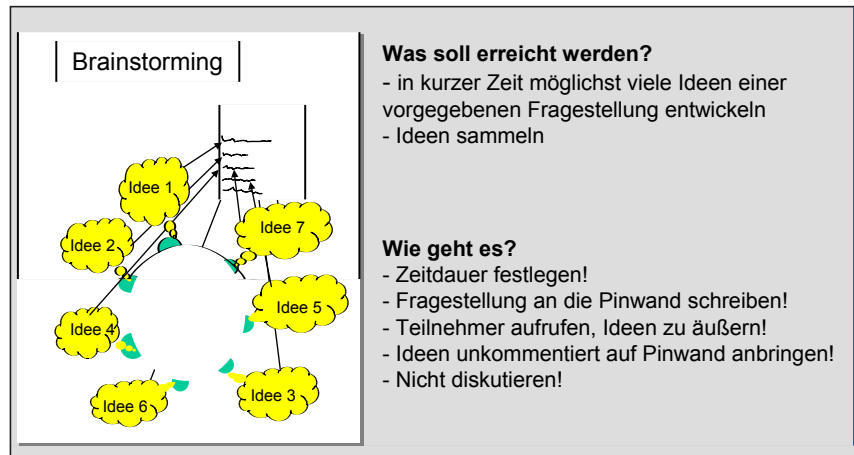 Brainstorming
Idee 1
Idee 2
Idee 7
Idee 5
Idee 4
Idee 3
Idee 6
Was soll erreicht werden?
- in kurzer Zeit möglichst viele Ideen einer
vorgegebenen Fragestellung entwickeln
- Ideen sammeln
Wie geht es?
- Zeitdauer festlegen!
- Fragestellung an die Pinwand schreiben!
- Teilnehmer aufrufen, Ideen zu äußern!
- Ideen unkommentiert auf Pinwand anbringen!
- Nicht diskutieren!